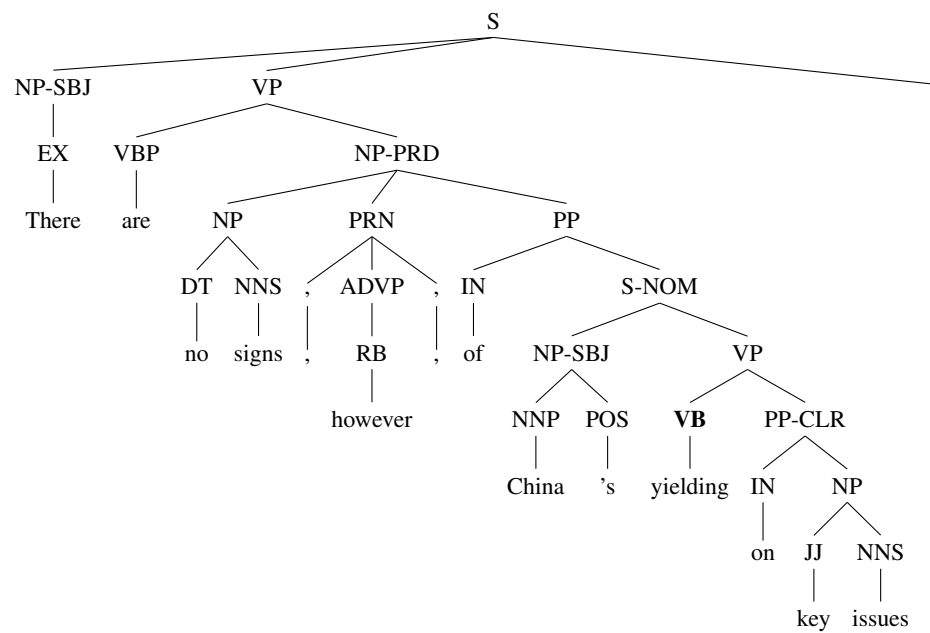 S
NP-SBJ VP
EX VBP NP-PRD
There are NP PRN PP
DT NNS , ADVP , IN S-NOM
no signs , RB , of NP-SBJ VP
however NNP POS VB PP-CLR
China 's yielding IN NP
on JJ NNS
key issues